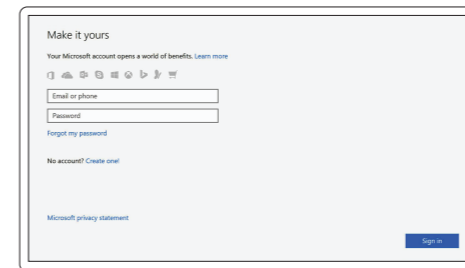 Make it yours
Your Microsoft account opens a world of benefits. Learn more
Email or phone
Password
Forgot my password
No account? Create one!
Microsoft privacy statement
Sign in